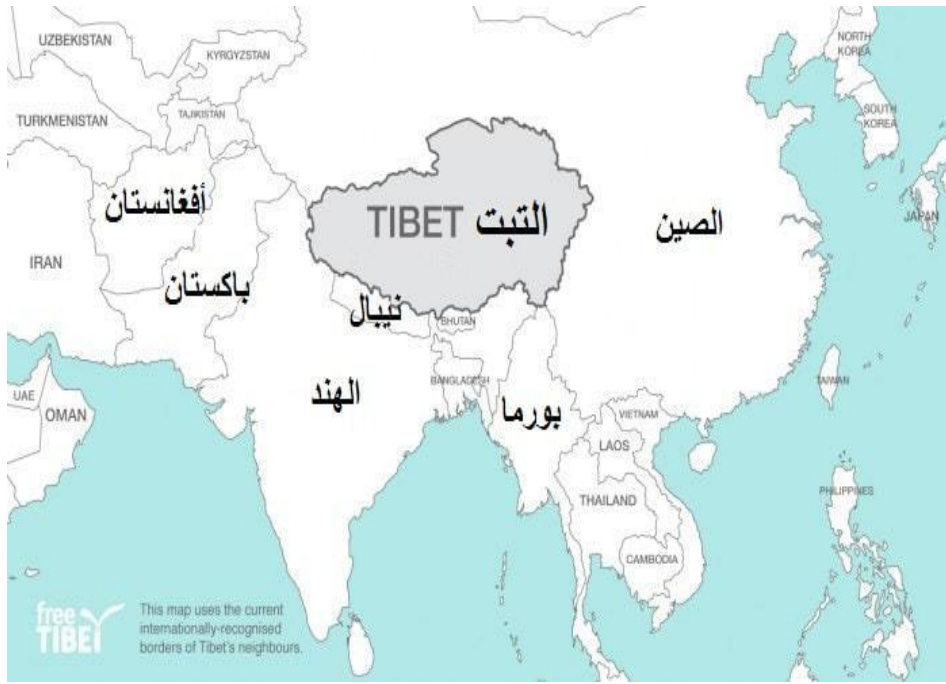 UZBEKISTAN
KYRGYZSTAN
NORTH
KOREA
TURKMENISTAN
TAJIKISTAN
SOUTH
KOREA
أفغانستان
TIBET التبت
الصين
JAPAN
IRAN
باكستان
نيبال
BHUTAN
UAE
OMAN
الهند
BANGLADESH
بورما
VIETNAM
TAIWAN
LAOS
THAILAND
PHILIPPINES
CAMBODIA
free
TIBET
This map uses the current
internationally-recognised
borders of Tibet's neighbours.